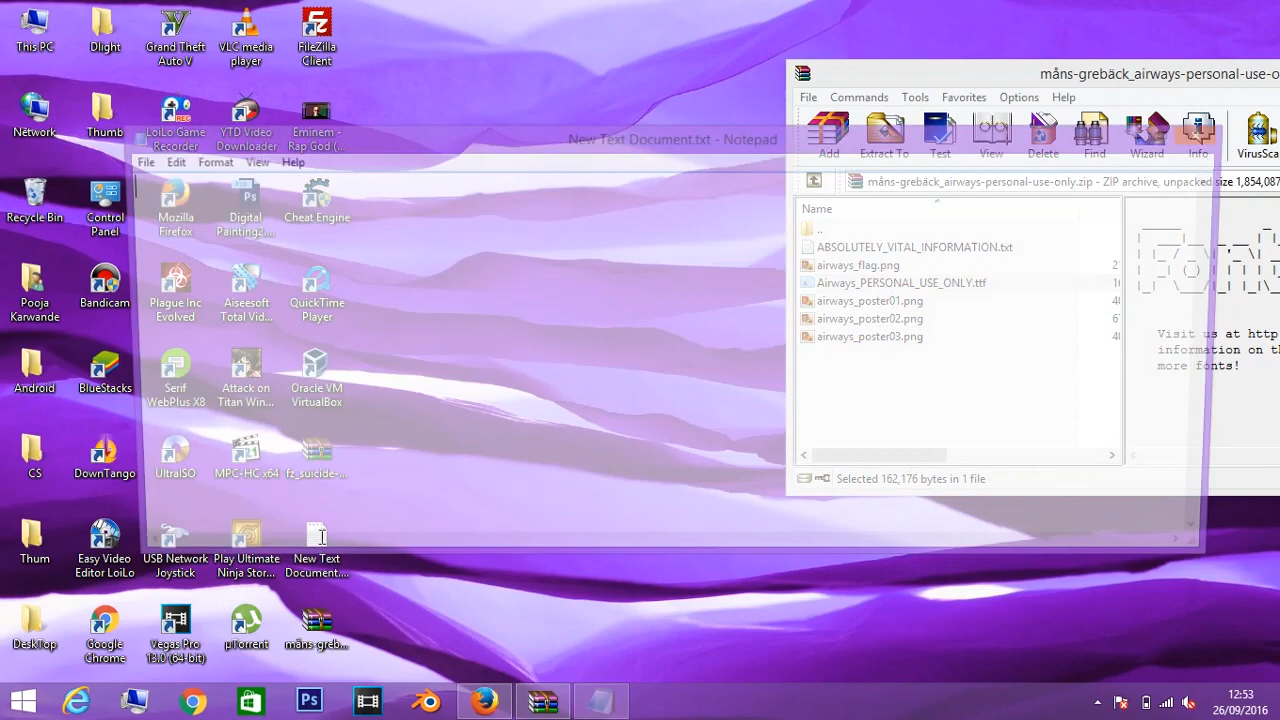 This PC
Dlight
Grand Theft
Auto V
VLC media
player
FileZilla
Client
Network
Thumb
LoiLo Game
Recorder
YTD Video
Downloader
Eminem -
Rap God (...
Recycle Bin
Control
Panel
Mozilla
Firefox
Digital
Painting2....
Cheat Engine
Pooja
Karwande
Bandicam
Plague Inc
Evolved
Aiseesoft
Total Vid...
QuickTime
Player
Android
BlueStacks
Serif
WebPlus X8
Attack on
Titan Win...
Oracle VM
VirtualBox
CS
DownTango
UltraISO
MPC-HC x64
fz_suicide-...
Thum
Easy Video
Editor LoiLo
USB Network
Joystick
Play Ultimate
Ninja Stor...
New Text
Document....
DeskTop
Google
Chrome
Vegas Pro
13.0 (64-bit)
µTorrent
måns-greb...
New Text Document.txt - Notepad
File Edit Format View Help
måns-grebäck_airways-personal-use-o
File Commands Tools Favorites Options Help
Add Extract To Test View Delete Find Wizard Info VirusSca
måns-grebäck_airways-personal-use-only.zip - ZIP archive, unpacked size 1,854,007
Name
..
ABSOLUTELY_VITAL_INFORMATION.txt
airways_flag.png
Airways_PERSONAL_USE_ONLY.ttf
airways_poster01.png
airways_poster02.png
airways_poster03.png
Visit us at http
information on th
more fonts!
Selected 162,176 bytes in 1 file
12:53
26/09/2016